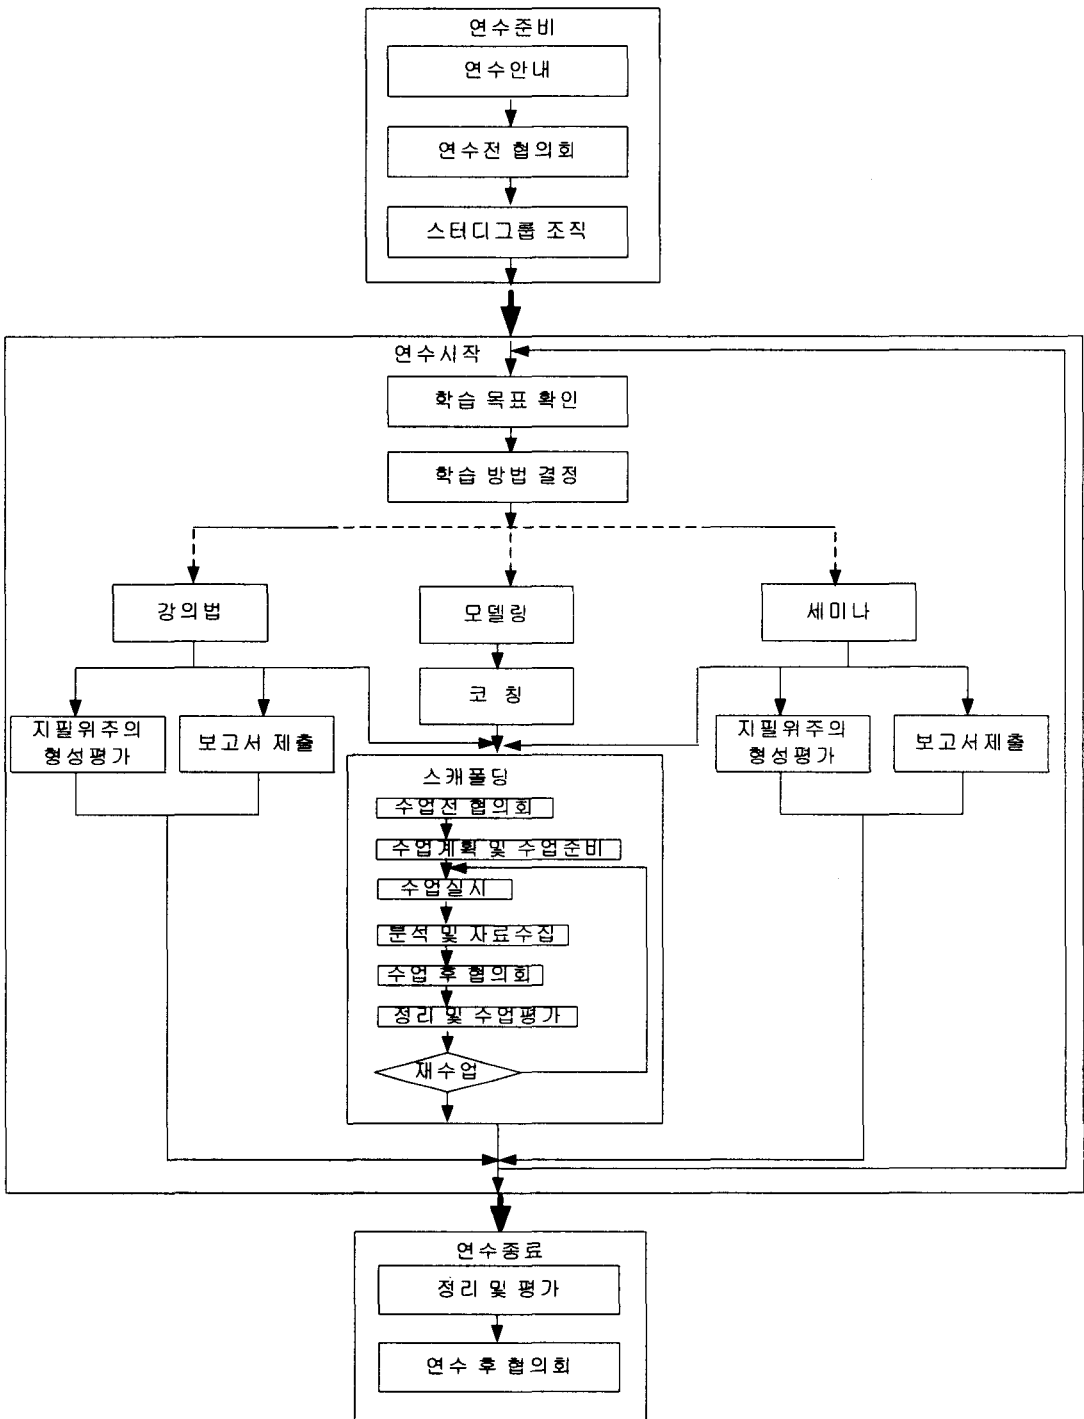 연수준비
연수안내
연수전 협의회
스터디그룹 조직
연수시작
학습 목표 확인
학습 방법 결정
강의법
모델링
세미나
코 칭
지필위주의
형성평가
보고서 제출
지필위주의
형성평가
보고서제출
스캐폴딩
수업전 협의회
수업계획 및 수업준비
수업실시
분석 및 자료수집
수업 후 협의회
정리 및 수업평가
재수업
연수종료
정리 및 평가
연수 후 협의회